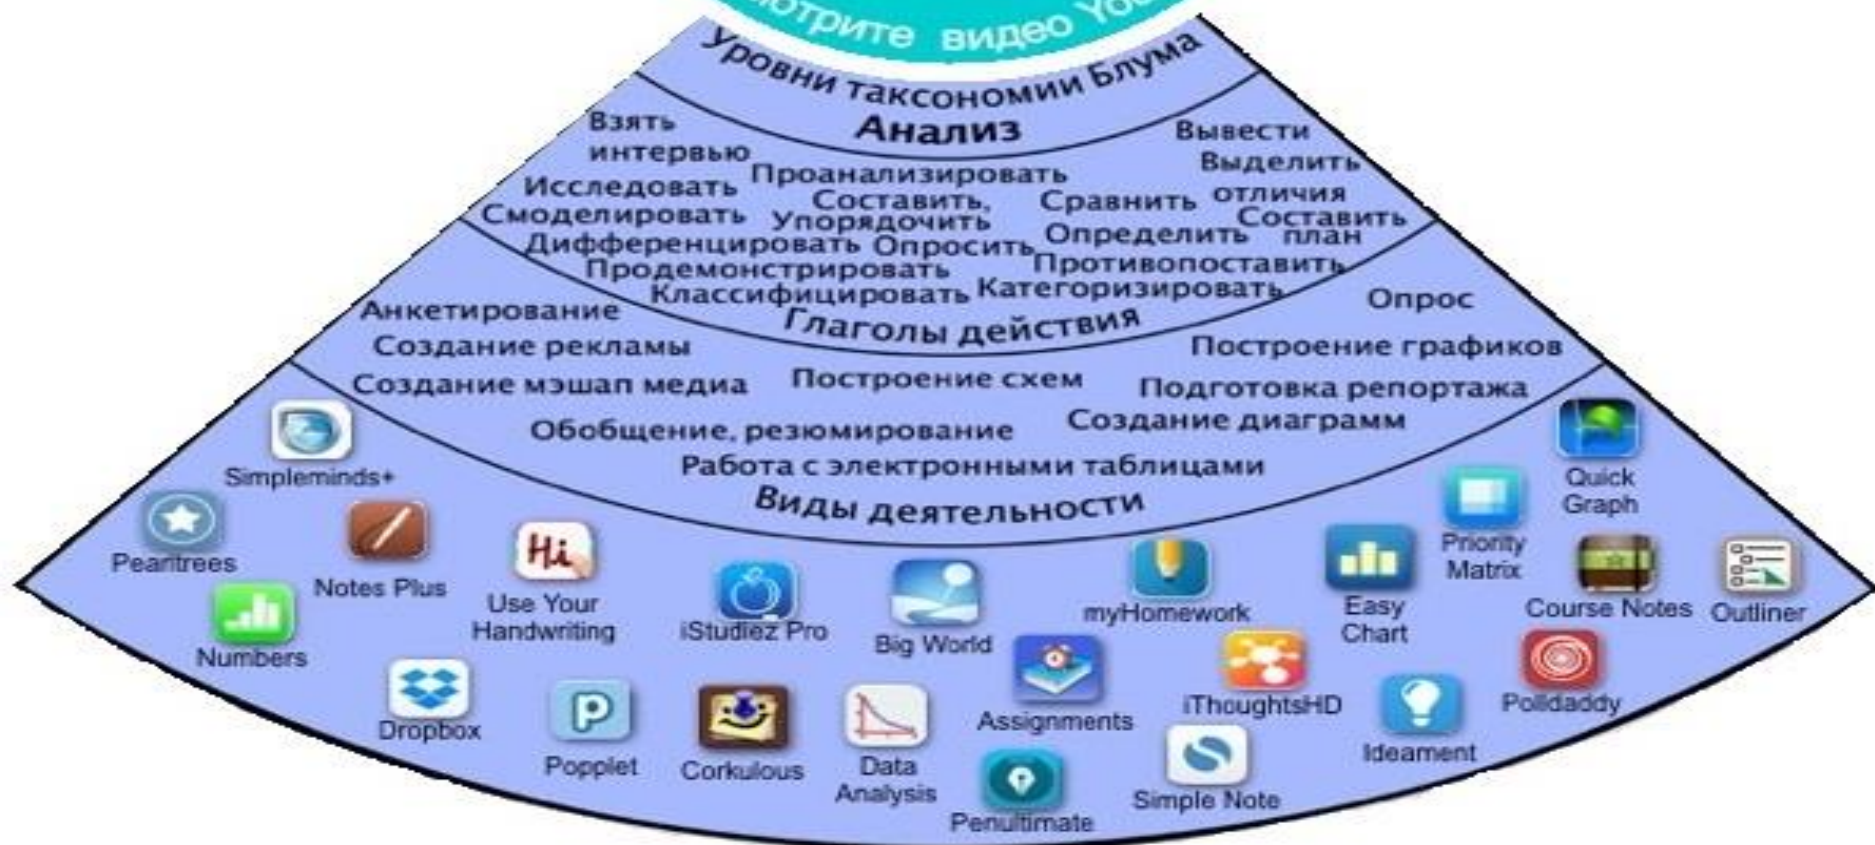 отрите видео You
Уровни таксономии Блума
Анализ
Взять
интервью
Исследовать
Смоделировать
Дифференцировать
Продемонстрировать
Классифицировать
Проанализировать
Составить,
Упорядочить
Опросить
Сравнить
Определить
Противопоставить
Категоризировать
Вывести
Выделить
отличия
Составить
план
Глаголы действия
Анкетирование
Создание рекламы
Создание мэшап медиа
Обобщение, резюмирование
Построение схем
Работа с электронными таблицами
Опрос
Построение графиков
Подготовка репортажа
Создание диаграмм
Виды деятельности
Simpleminds+
Pearltrees
Notes Plus
Numbers
Hi
Use Your
Handwriting
iStudiez Pro
Big World
myHomework
Easy
Chart
Priority
Matrix
Quick
Graph
Course Notes
Outliner
Dropbox
P
Popplet
Corkulous
Data
Analysis
Assignments
Penultimate
iThoughtsHD
Simple Note
Ideament
Polldaddy